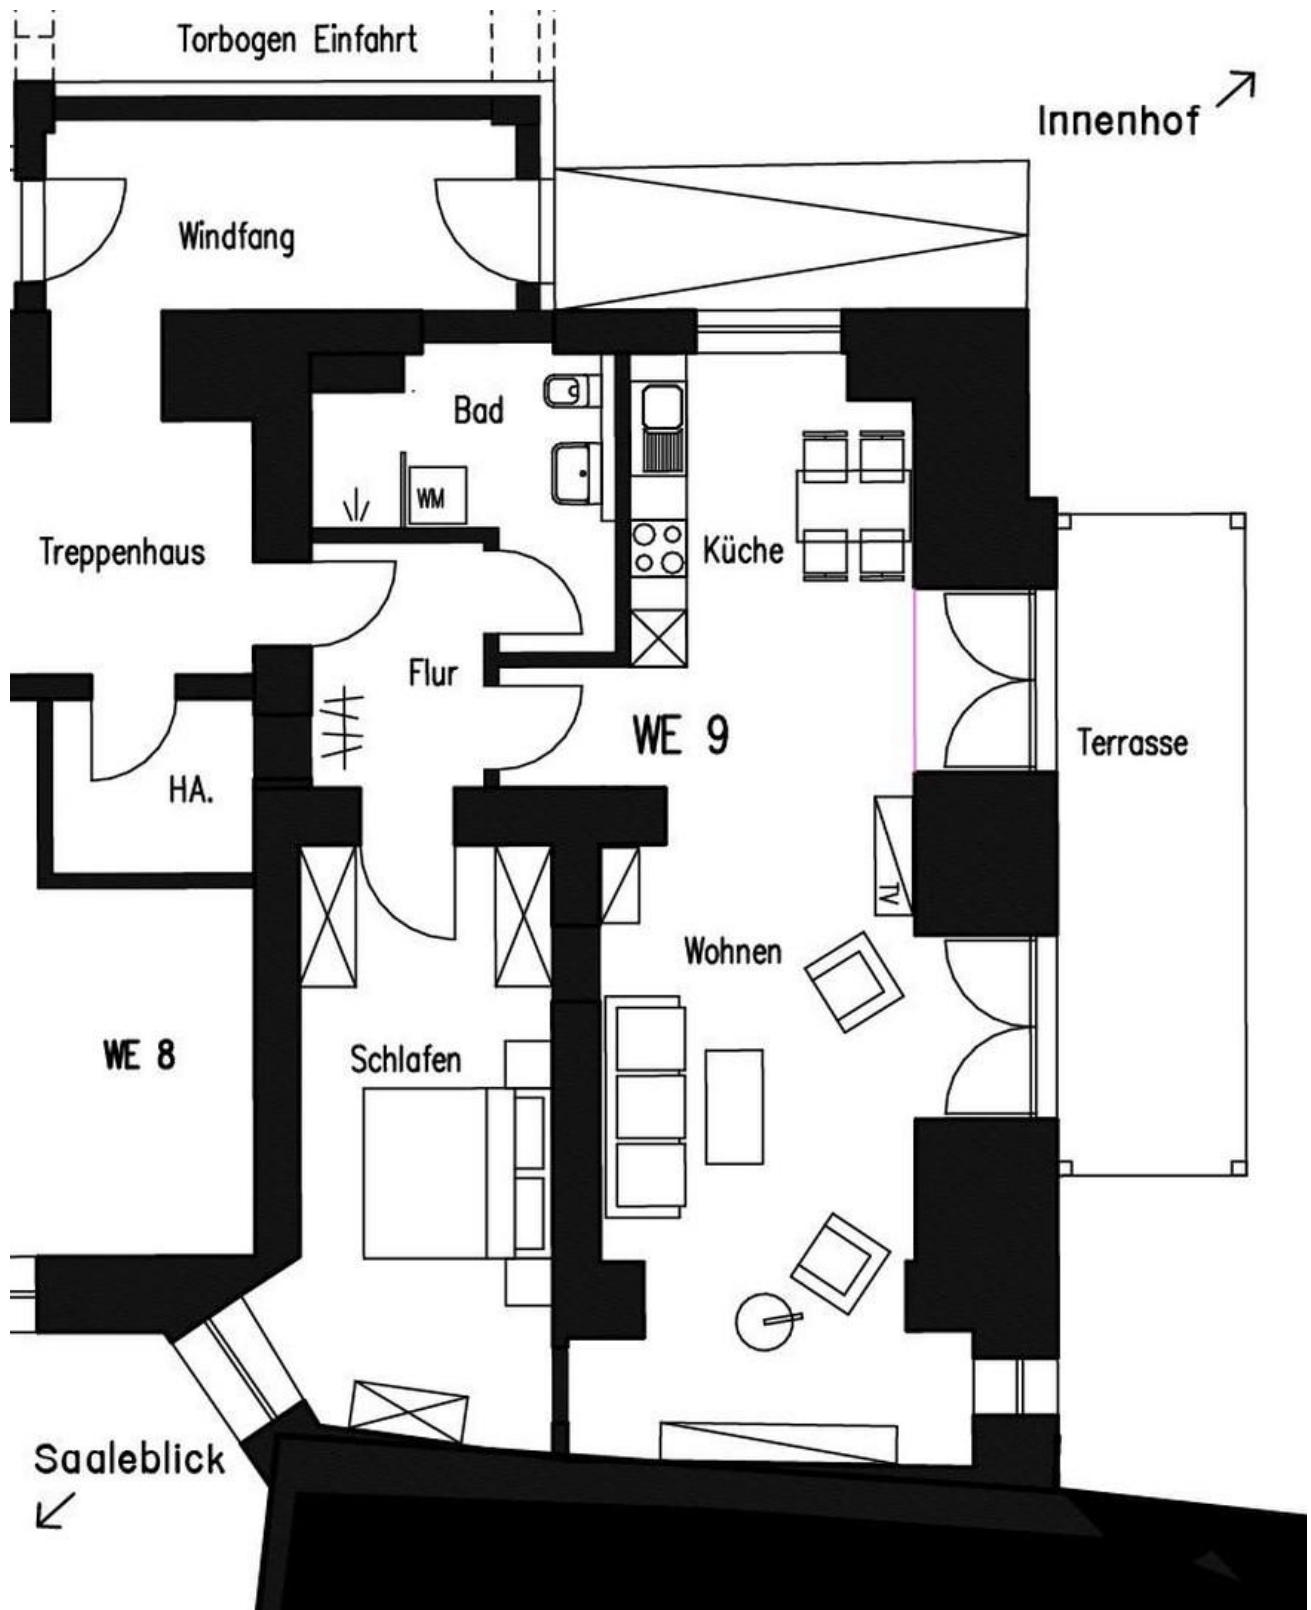 Torbogen Einfahrt
Innenhof
Windfang
Bad
WM
Treppenhaus
Küche
Flur
WE 9
Terrasse
HA.
TV
Wohnen
WE 8
Schlafen
Saaleblick